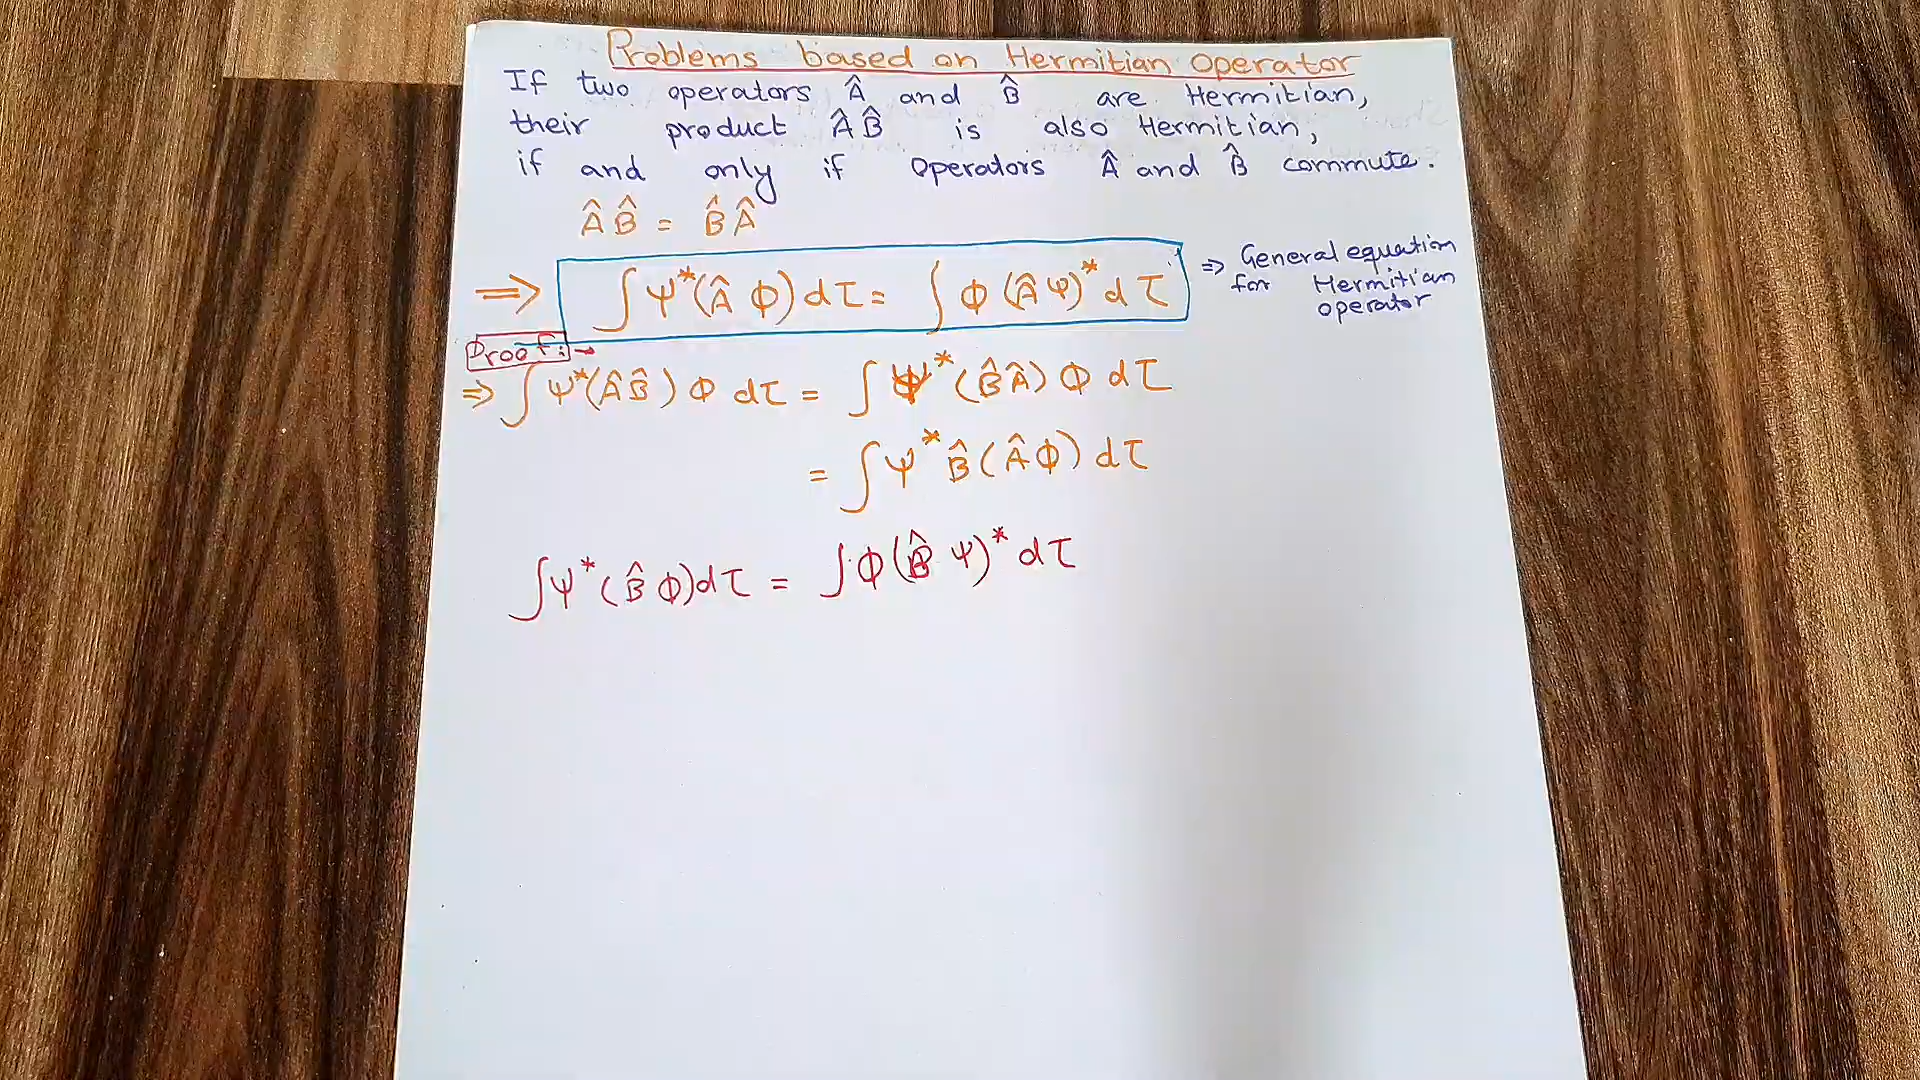 Problems based on Hermitian Operator
If two operators Â and B̂ are Hermitian,
their product ÂB̂ is also Hermitian,
if and only if Operators Â and B̂ commute.
ÂB̂ = B̂Â
⇒ ∫ψ*(Âϕ)dτ = ∫ϕ(Âψ)*dτ
⇒ General equation
for Hermitian
operator
Proof:→
⇒ ∫ψ*(ÂB̂)ϕ dτ = ∫ψ*(B̂Â)ϕ dτ
= ∫ψ*B̂(Âϕ)dτ
∫ψ*(B̂ϕ)dτ = ∫ϕ(B̂ψ)*dτ